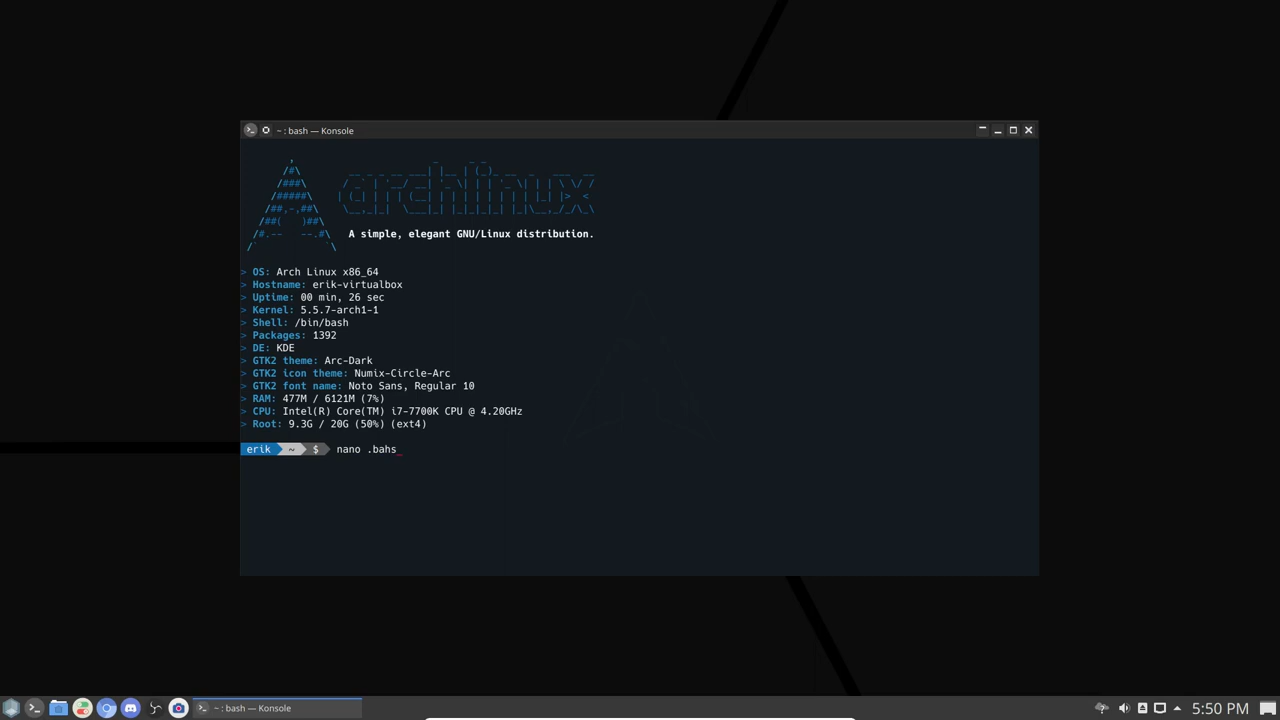 ~ : bash — Konsole
archlinux
A simple, elegant GNU/Linux distribution.
> OS: Arch Linux x86_64
> Hostname: erik-virtualbox
> Uptime: 00 min, 26 sec
> Kernel: 5.5.7-arch1-1
> Shell: /bin/bash
> Packages: 1392
> DE: KDE
> GTK2 theme: Arc-Dark
> GTK2 icon theme: Numix-Circle-Arc
> GTK2 font name: Noto Sans, Regular 10
> RAM: 477M / 6121M (7%)
> CPU: Intel(R) Core(TM) i7-7700K CPU @ 4.20GHz
> Root: 9.3G / 20G (50%) (ext4)
erik ~ $ nano .bahs_
~ : bash — Konsole
5:50 PM